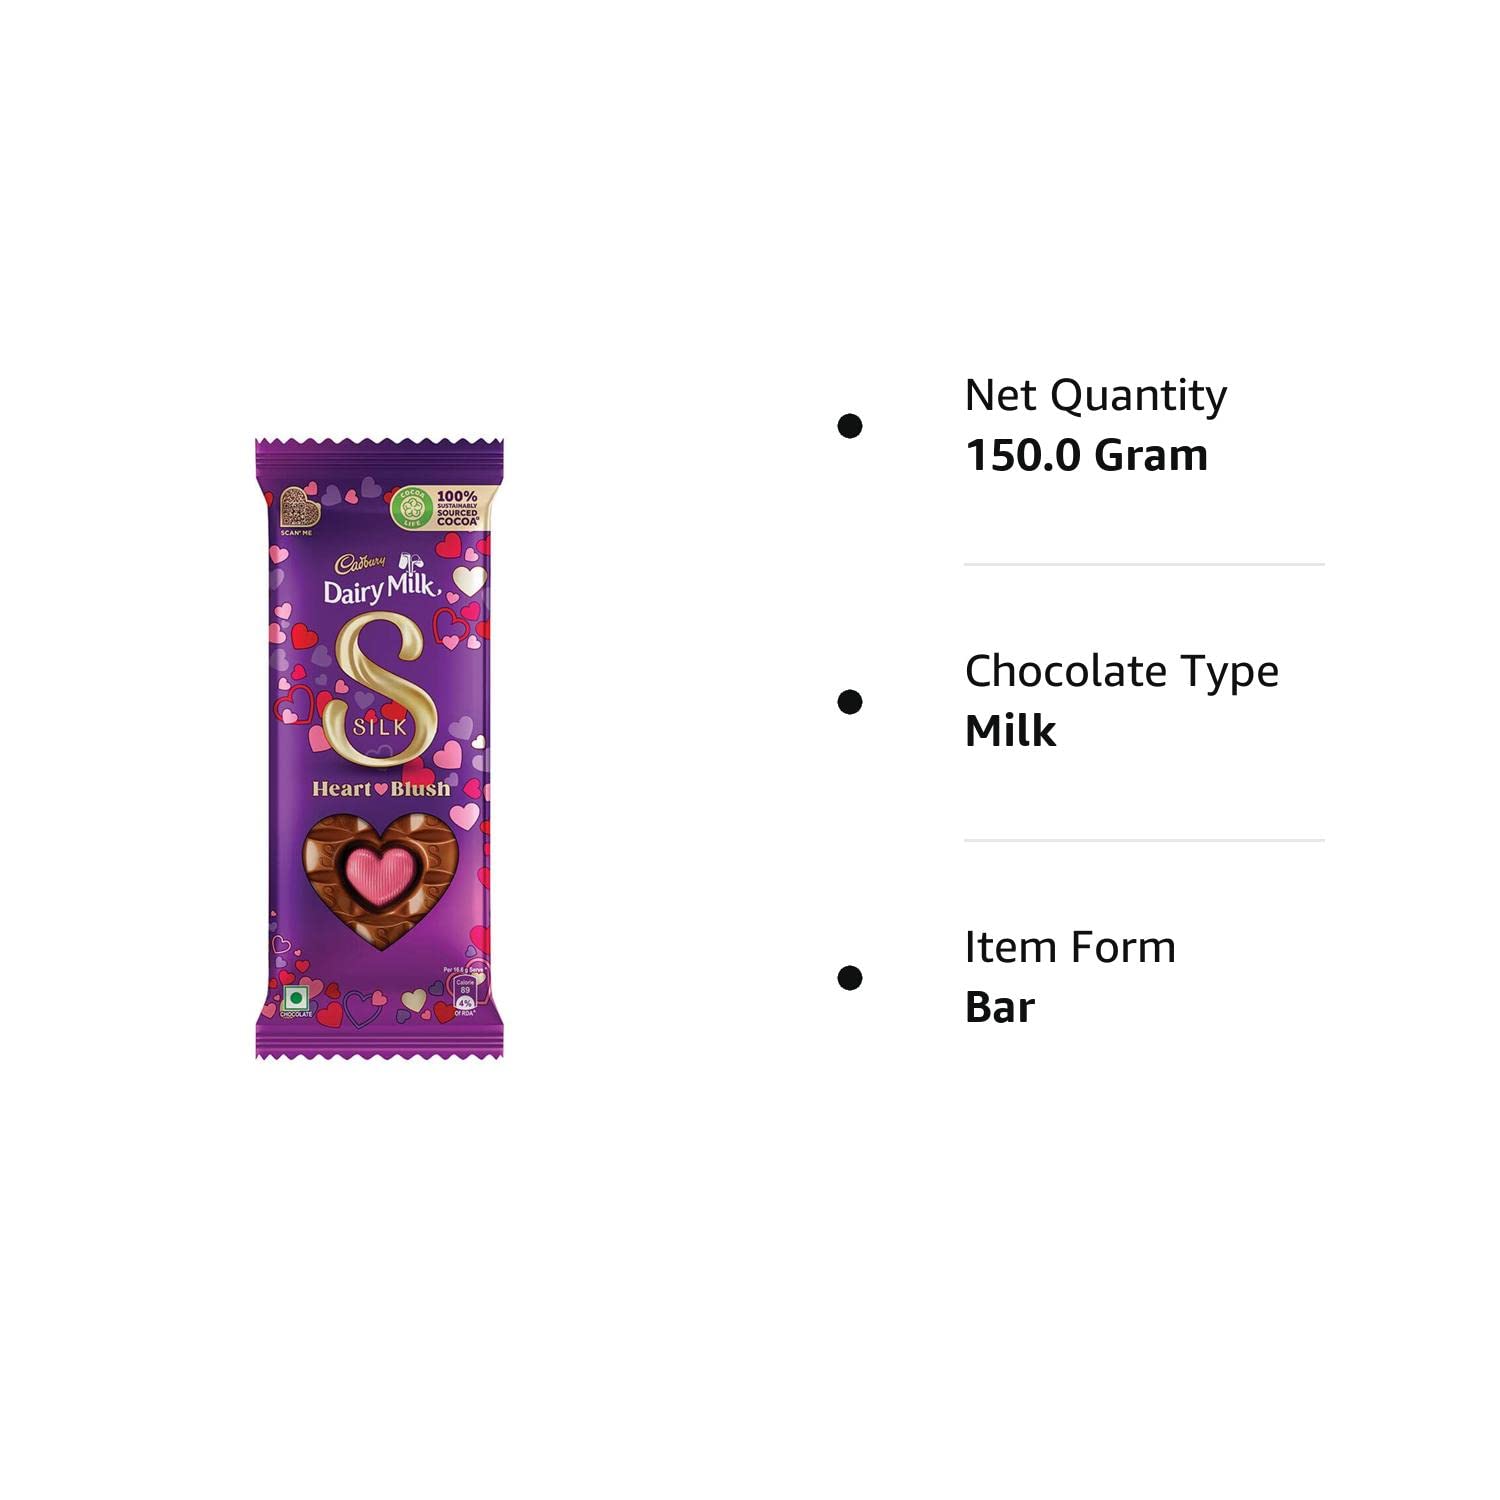 SCAN* ME
COCOA
LIFE
100%
SUSTAINABLY
SOURCED
COCOA
Cadbury
Dairy Milk
S
SILK
Heart Blush
Per 16.6 g Serve
Calorie
89
4%
Of RDA*
CHOCOLATE
Net Quantity
150.0 Gram
Chocolate Type
Milk
Item Form
Bar